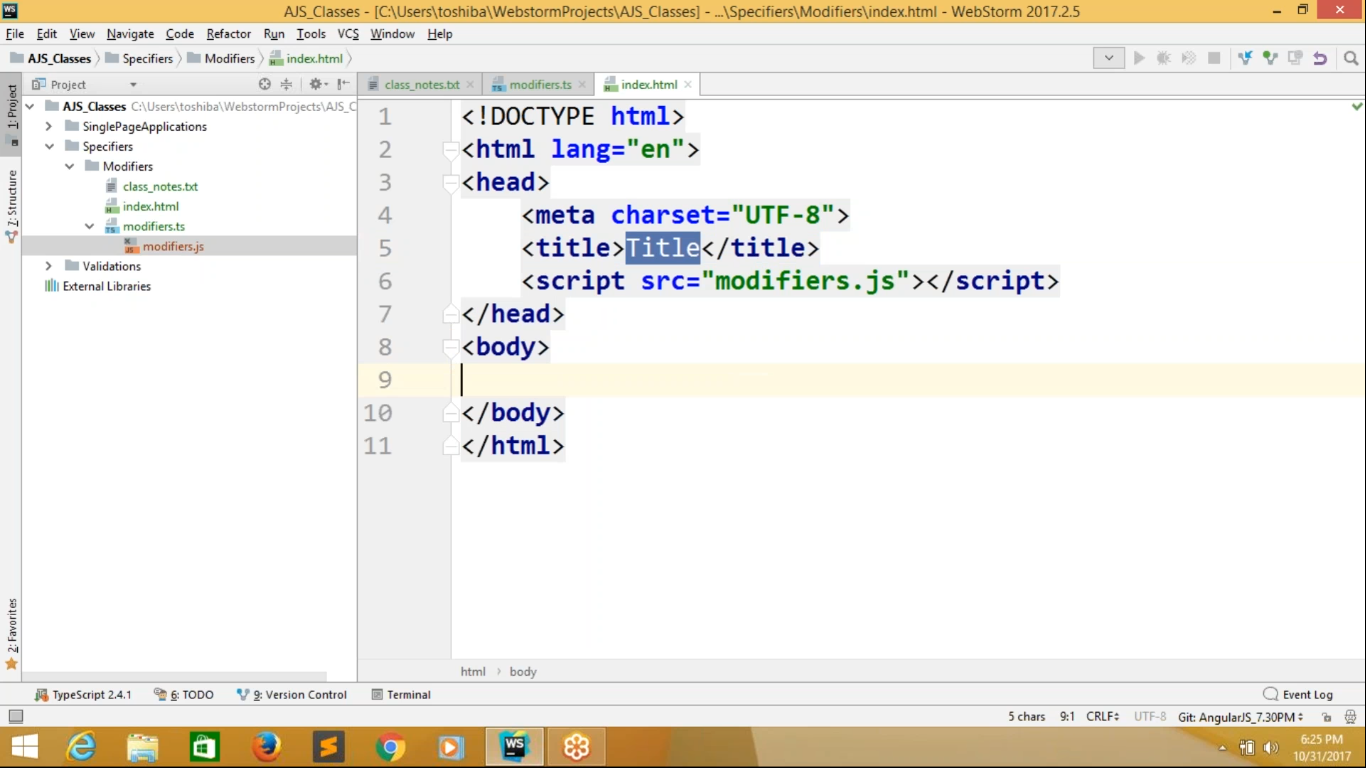 WS
AJS_Classes - [C:\Users\toshiba\WebstormProjects\AJS_Classes] - ...\Specifiers\Modifiers\index.html - WebStorm 2017.2.5
File Edit View Navigate Code Refactor Run Tools VCS Window Help
AJS_Classes Specifiers Modifiers index.html
Project
class_notes.txt modifiers.ts index.html
1: Project
Z: Structure
2: Favorites
AJS_Classes C:\Users\toshiba\WebstormProjects\AJS_C
SinglePageApplications
Specifiers
Modifiers
class_notes.txt
index.html
modifiers.ts
modifiers.js
Validations
External Libraries
1 <!DOCTYPE html>
2 <html lang="en">
3 <head>
4 <meta charset="UTF-8">
5 <title>Title</title>
6 <script src="modifiers.js"></script>
7 </head>
8 <body>
9
10 </body>
11 </html>
html body
TypeScript 2.4.1 6: TODO 9: Version Control Terminal Event Log
5 chars 9:1 CRLF UTF-8 Git: AngularJS_7.30PM
WS
6:25 PM
10/31/2017